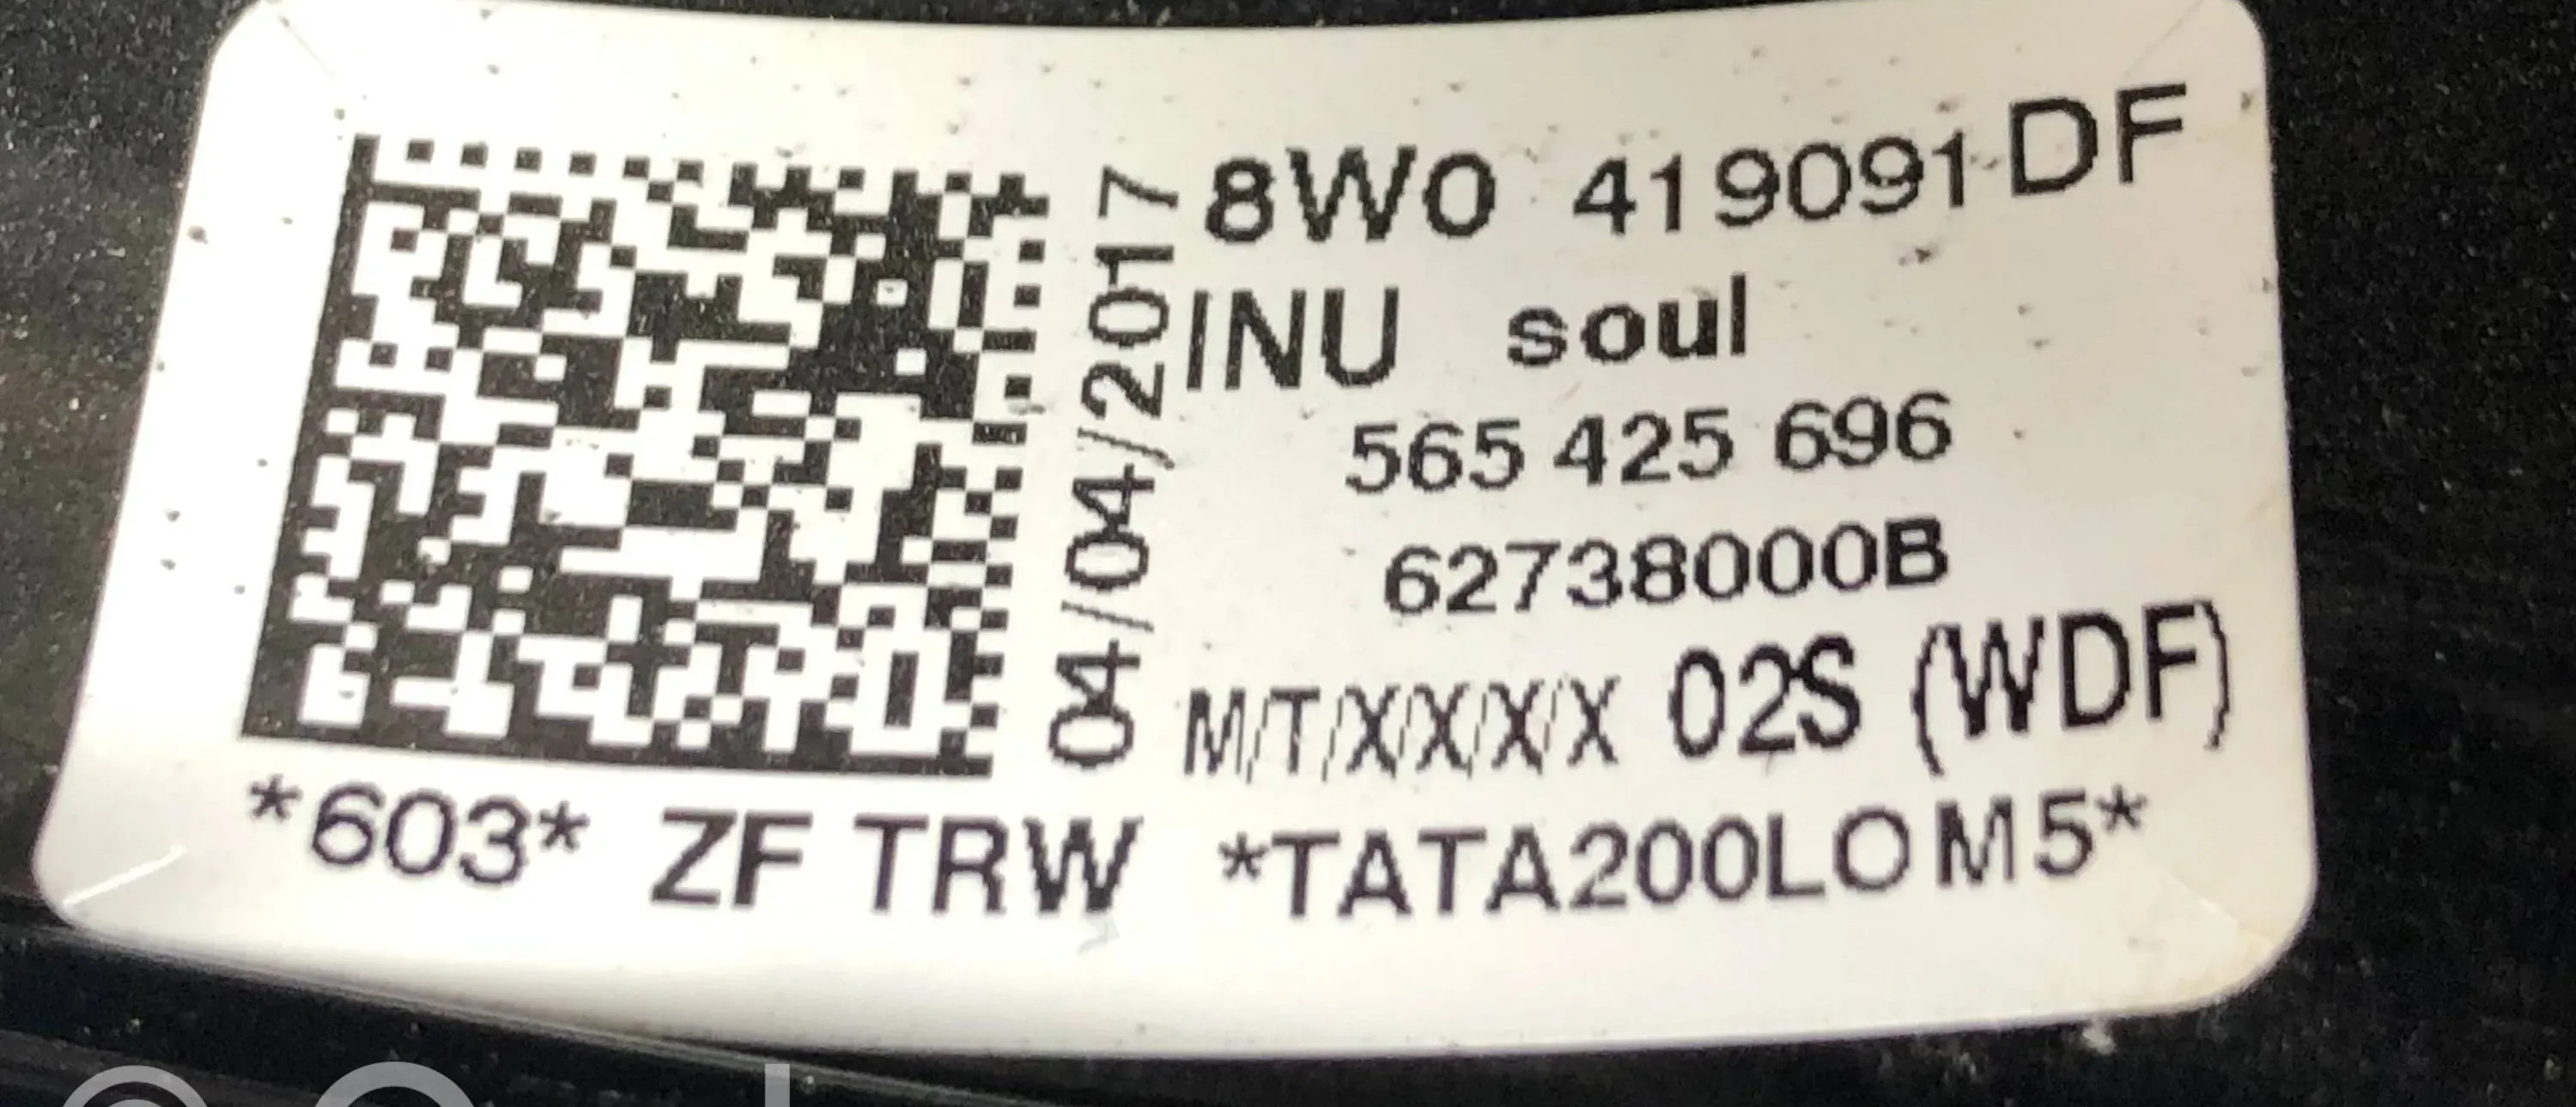 8W0 419091 DF
INU soul
565 425 696
62738000B
M/T/X/X/X/X 02S (WDF)
04/04/2017
*603* ZF TRW *TATA200LOM5*